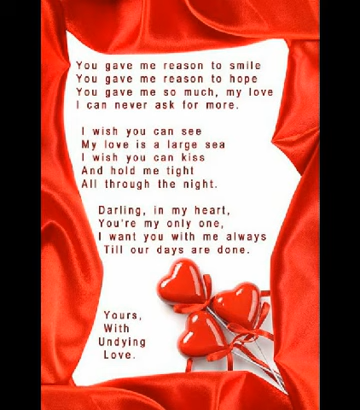 You gave me reason to smile
You gave me reason to hope
You gave me so much, my love
I can never ask for more.
I wish you can see
My love is a large sea
I wish you can kiss
And hold me tight
All through the night.
Darling, in my heart,
You're my only one,
I want you with me always
Till our days are done.
Yours,
With
Undying
Love.